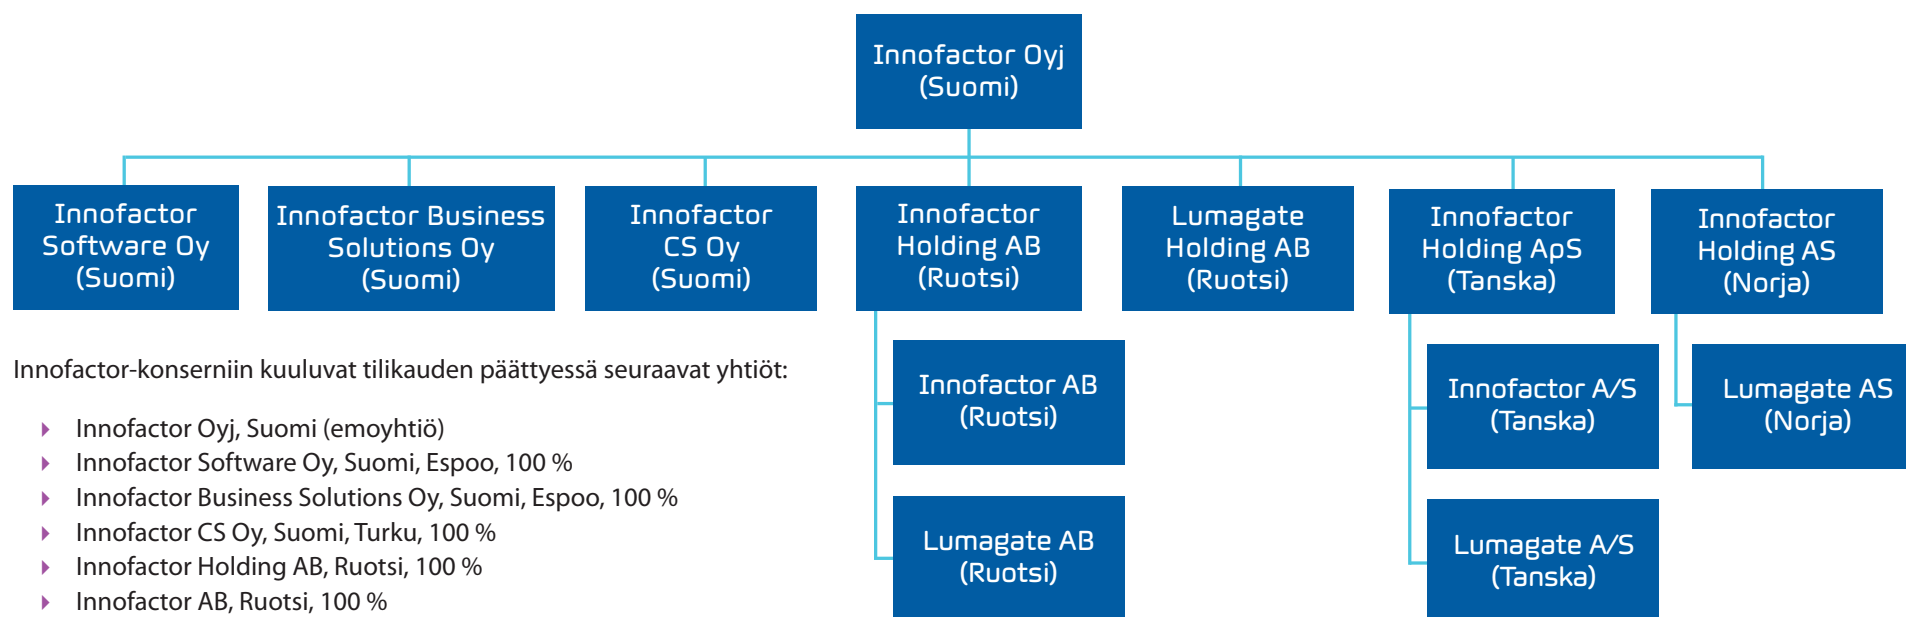 Innofactor Oyj
(Suomi)
Innofactor
Software Oy
(Suomi)
Innofactor Business
Solutions Oy
(Suomi)
Innofactor
CS Oy
(Suomi)
Innofactor
Holding AB
(Ruotsi)
Lumagate
Holding AB
(Ruotsi)
Innofactor
Holding ApS
(Tanska)
Innofactor
Holding AS
(Norja)
Innofactor AB
(Ruotsi)
Lumagate AB
(Ruotsi)
Innofactor A/S
(Tanska)
Lumagate A/S
(Tanska)
Lumagate AS
(Norja)
Innofactor-konserniin kuuluvat tilikauden päättyessä seuraavat yhtiöt:
Innofactor Oyj, Suomi (emoyhtiö)
Innofactor Software Oy, Suomi, Espoo, 100 %
Innofactor Business Solutions Oy, Suomi, Espoo, 100 %
Innofactor CS Oy, Suomi, Turku, 100 %
Innofactor Holding AB, Ruotsi, 100 %
Innofactor AB, Ruotsi, 100 %